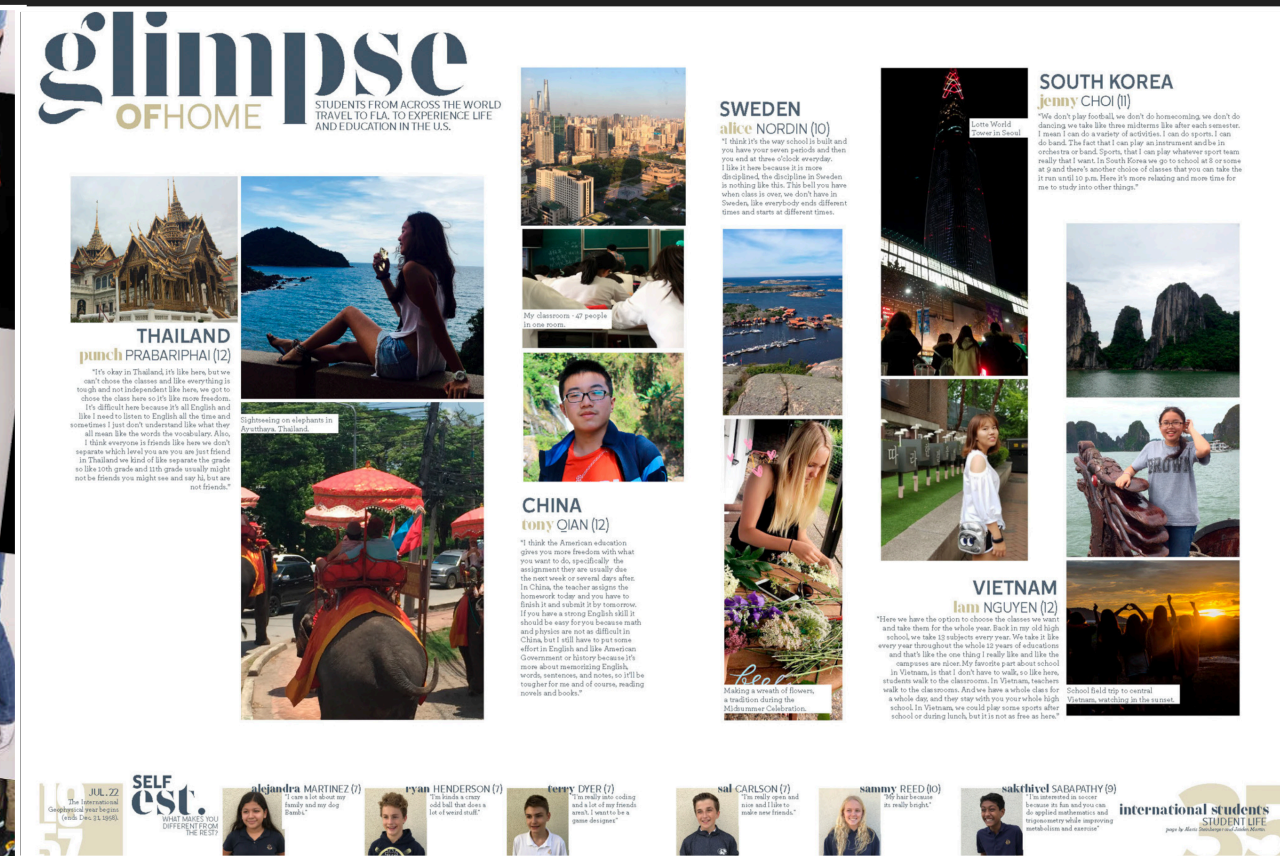 glimpse
OFHOME
STUDENTS FROM ACROSS THE WORLD
TRAVEL TO FLA. TO EXPERIENCE LIFE
AND EDUCATION IN THE U.S.
THAILAND
punch PRABARIPHAI (12)
"It's okay in Thailand, it's like here, but we
can't chose the classes and like everything is
tough and not independent like here, we got to
chose the class here so it's like more freedom.
It's difficult here because it's all English and
like I need to listen to English all the time and
sometimes I just don't understand like what they
all mean like the words the vocabulary. Also,
I think everyone is friends like here we don't
separate which level you are you are just friend
in Thailand we kind of like separate the grade
so like 10th grade and 11th grade usually might
not be friends you might see and say hi, but are
not friends."
Sightseeing on elephants in
Ayutthaya, Thailand.
My classroom - 47 people
in one room.
CHINA
tony QIAN (12)
"I think the American education
gives you more freedom with what
you want to do, specifically the
assignment they are usually due
the next week or several days after.
In China, the teacher assigns the
homework today and you have to
finish it and submit it by tomorrow.
If you have a strong English skill it
should be easy for you because math
and physics are not as difficult in
China, but I still have to put some
effort in English and like American
Government or history because it's
more about memorizing English,
words, sentences, and notes, so it'll be
tougher for me and of course, reading
novels and books."
SWEDEN
alice NORDIN (10)
"I think it's the way school is built and
you have your seven periods and then
you end at three o'clock everyday.
I like it here because it is more
disciplined, the discipline in Sweden
is nothing like this. This bell you have
when class is over, we don't have in
Sweden, like everybody ends different
times and starts at different times.
Making a wreath of flowers,
a tradition during the
Midsummer Celebration.
Lotte World
Tower in Seoul
SOUTH KOREA
jenny CHOI (11)
"We don't play football, we don't do homecoming, we don't do
dancing, we take like three midterms like after each semester.
I mean I can do a variety of activities. I can do sports. I can
do band. The fact that I can play an instrument and be in
orchestra or band. Sports, that I can play whatever sport team
really that I want. In South Korea we go to school at 8 or some
at 9 and there's another choice of classes that you can take the
it run until 10 p.m. Here it's more relaxing and more time for
me to study into other things."
BROWN
VIETNAM
lam NGUYEN (12)
"Here we have the option to choose the classes we want
and take them for the whole year. Back in my old high
school, we take 13 subjects every year. We take it like
every year throughout the whole 12 years of educations
and that's like the one thing I really like and like the
campuses are nicer. My favorite part about school
in Vietnam, is that I don't have to walk, so like here,
students walk to the classrooms. In Vietnam, teachers
walk to the classrooms. And we have a whole class for
a whole day, and they stay with you your whole high
school. In Vietnam, we could play some sports after
school or during lunch, but it is not as free as here."
School field trip to central
Vietnam, watching in the sunset.
1957
JUL. 22
The International
Geophysical year begins
(ends Dec. 31, 1958).
SELF
est.
WHAT MAKES YOU
DIFFERENT FROM
THE REST?
alejandra MARTINEZ (7)
"I care a lot about my
family and my dog
Bambi."
ryan HENDERSON (7)
"I'm kinda a crazy
odd ball that does a
lot of weird stuff."
terry DYER (7)
"I'm really into coding
and a lot of my friends
aren't. I want to be a
game designer"
sal CARLSON (7)
"I'm really open and
nice and I like to
make new friends."
sammy REED (10)
"My hair because
its really bright."
sakthivel SABAPATHY (9)
"I'm interested in soccer
because its fun and you can
do applied mathematics and
trigonometry while improving
metabolism and exercise"
35
international students
STUDENT LIFE